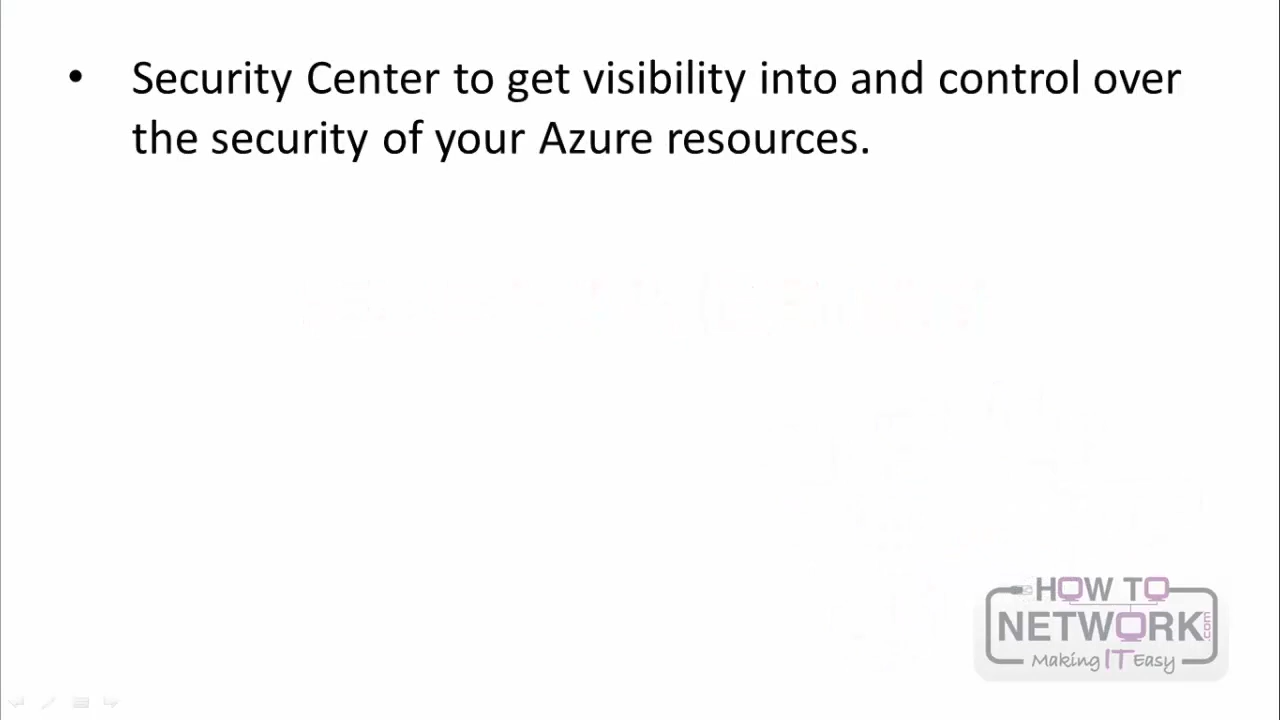 • Security Center to get visibility into and control over
the security of your Azure resources.
HOW TO
NETWORK.com
Making IT Easy